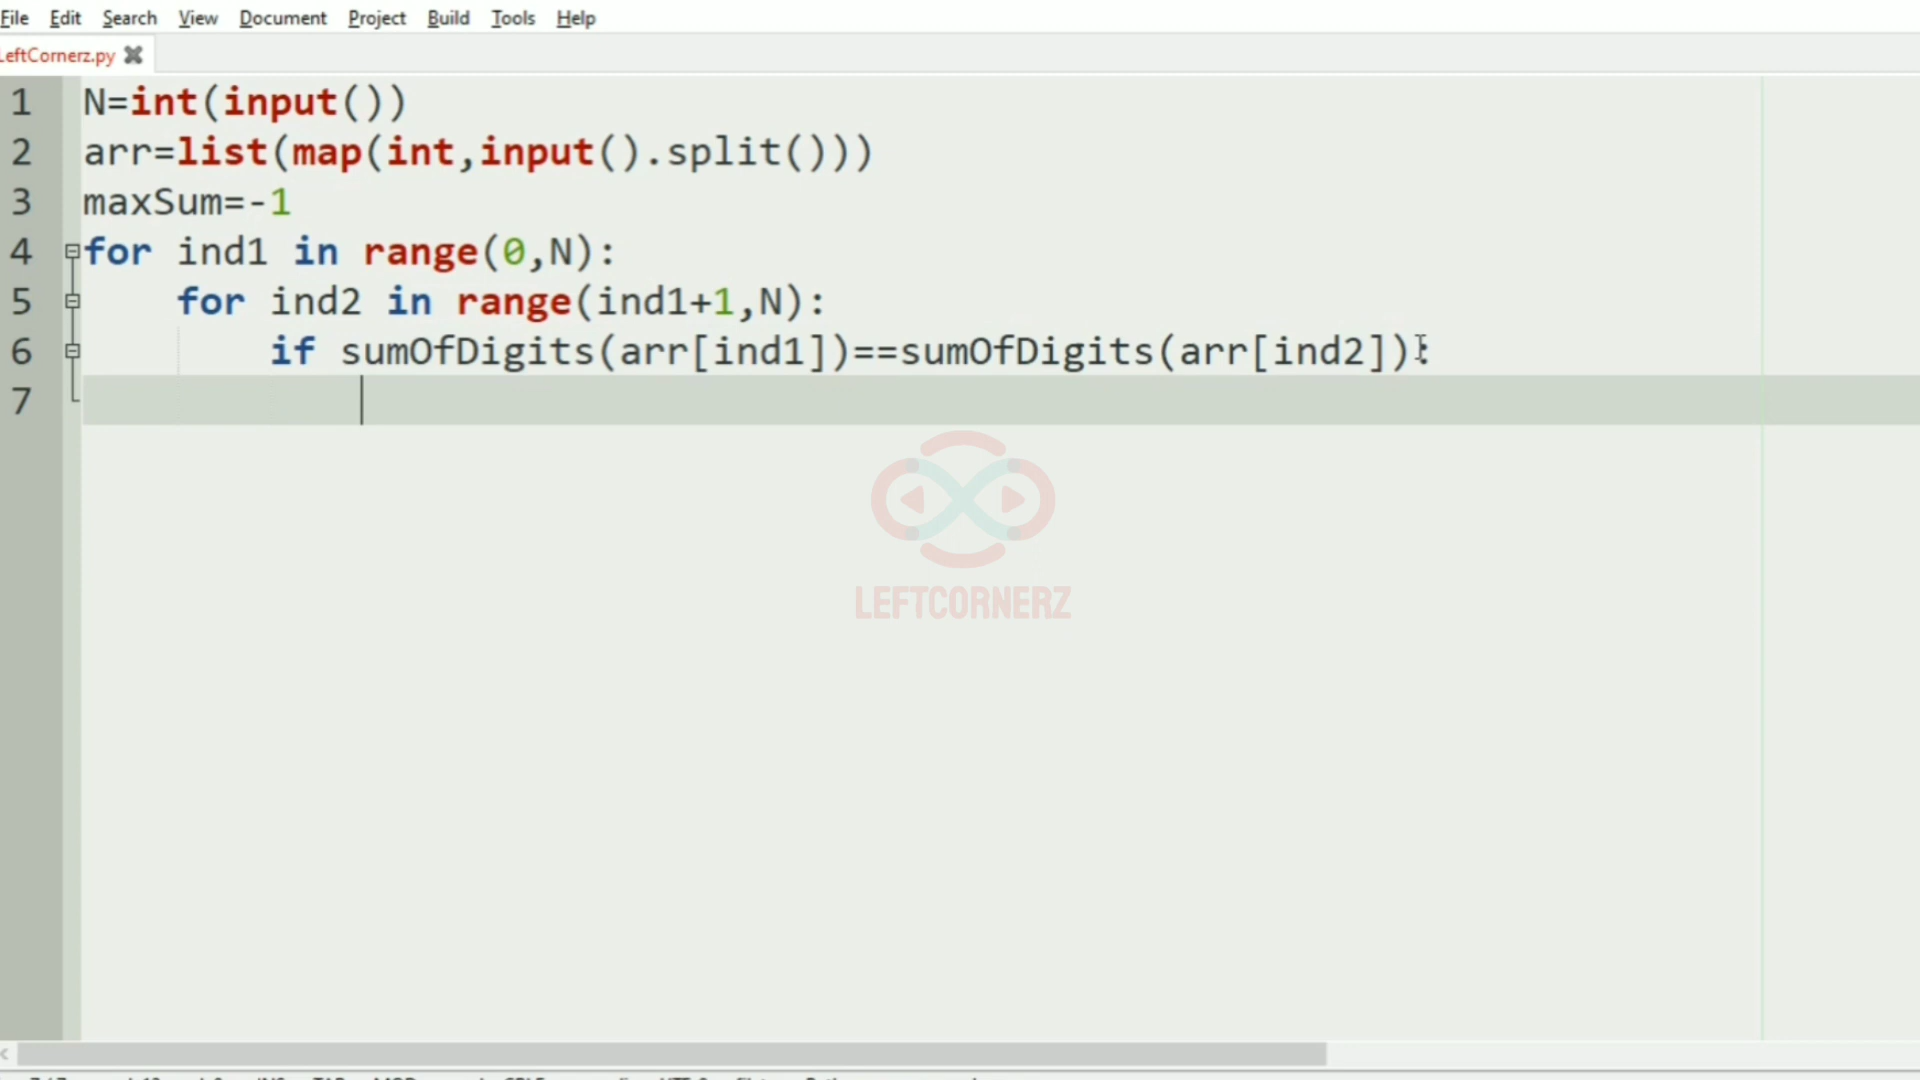 File Edit Search View Document Project Build Tools Help
LeftCornerz.py
1 N=int(input())
2 arr=list(map(int,input().split()))
3 maxSum=-1
4 for ind1 in range(0,N):
5     for ind2 in range(ind1+1,N):
6         if sumOfDigits(arr[ind1])==sumOfDigits(arr[ind2]):
7
LEFTCORNERZ